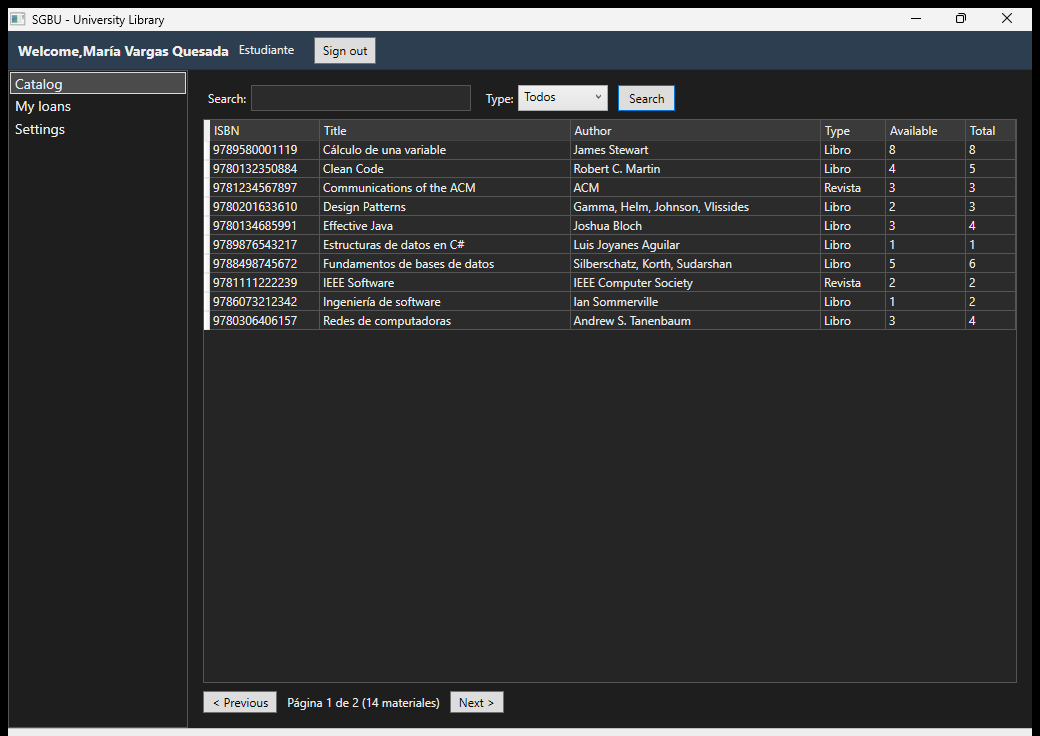 SGBU - University Library
Welcome,María Vargas Quesada Estudiante Sign out
Catalog
My loans
Settings
Search: Type: Todos Search
ISBN Title Author Type Available Total
9789580001119 Cálculo de una variable James Stewart Libro 8 8
9780132350884 Clean Code Robert C. Martin Libro 4 5
9781234567897 Communications of the ACM ACM Revista 3 3
9780201633610 Design Patterns Gamma, Helm, Johnson, Vlissides Libro 2 3
9780134685991 Effective Java Joshua Bloch Libro 3 4
9789876543217 Estructuras de datos en C# Luis Joyanes Aguilar Libro 1 1
9788498745672 Fundamentos de bases de datos Silberschatz, Korth, Sudarshan Libro 5 6
9781111222239 IEEE Software IEEE Computer Society Revista 2 2
9786073212342 Ingeniería de software Ian Sommerville Libro 1 2
9780306406157 Redes de computadoras Andrew S. Tanenbaum Libro 3 4
< Previous Página 1 de 2 (14 materiales) Next >